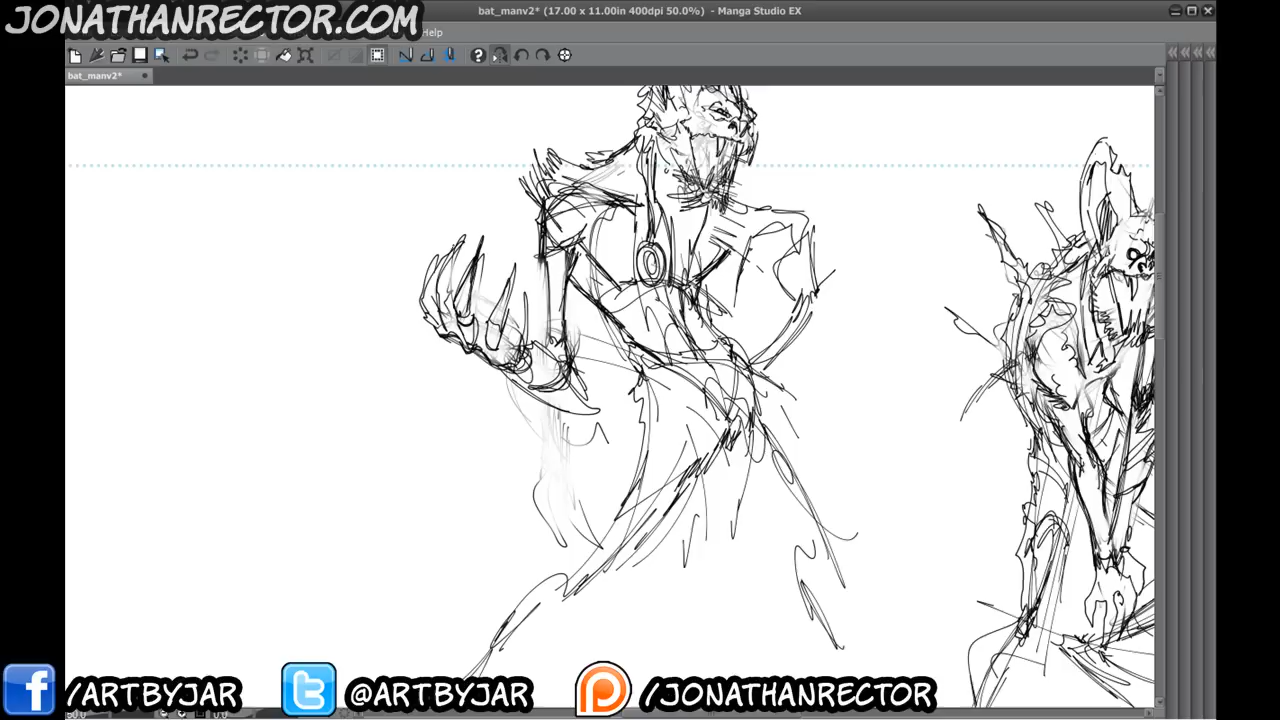 JONATHANRECTOR.COM
bat_manv2* (17.00 x 11.00in 400dpi 50.0%) - Manga Studio EX
Help
bat_manv2*
/ARTBYJAR
@ARTBYJAR
/JONATHANRECTOR